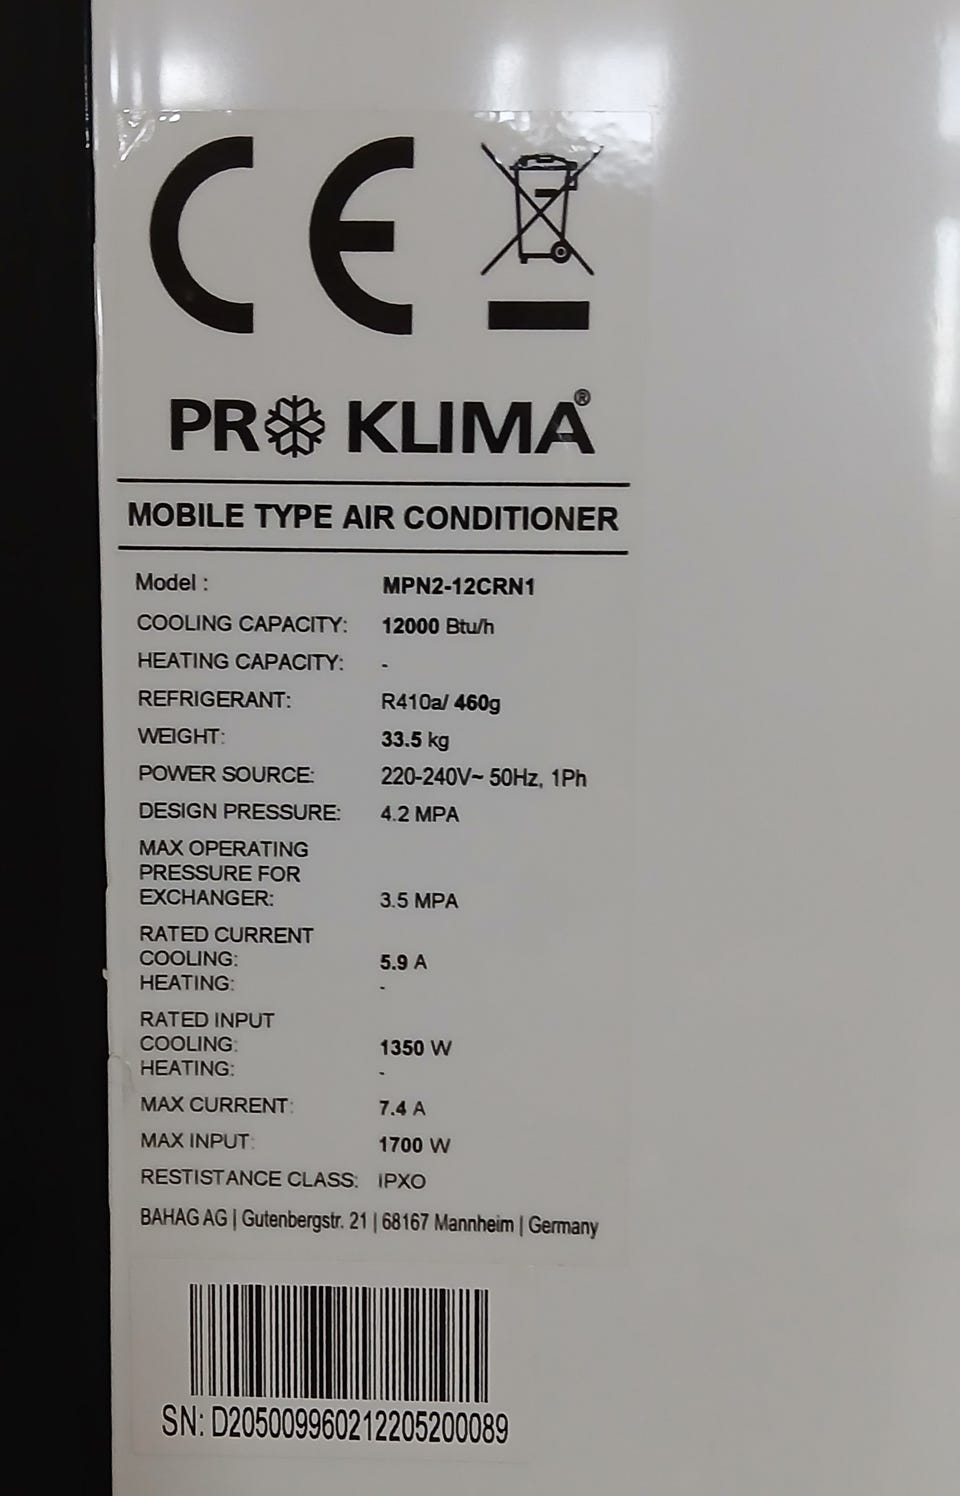 CE
PRO KLIMA®
MOBILE TYPE AIR CONDITIONER
Model : MPN2-12CRN1
COOLING CAPACITY: 12000 Btu/h
HEATING CAPACITY: -
REFRIGERANT: R410a/ 460g
WEIGHT: 33.5 kg
POWER SOURCE: 220-240V~ 50Hz, 1Ph
DESIGN PRESSURE: 4.2 MPA
MAX OPERATING
PRESSURE FOR
EXCHANGER: 3.5 MPA
RATED CURRENT
COOLING: 5.9 A
HEATING: -
RATED INPUT
COOLING: 1350 W
HEATING: -
MAX CURRENT: 7.4 A
MAX INPUT: 1700 W
RESTISTANCE CLASS: IPXO
BAHAG AG | Gutenbergstr. 21 | 68167 Mannheim | Germany
SN: D205009960212205200089